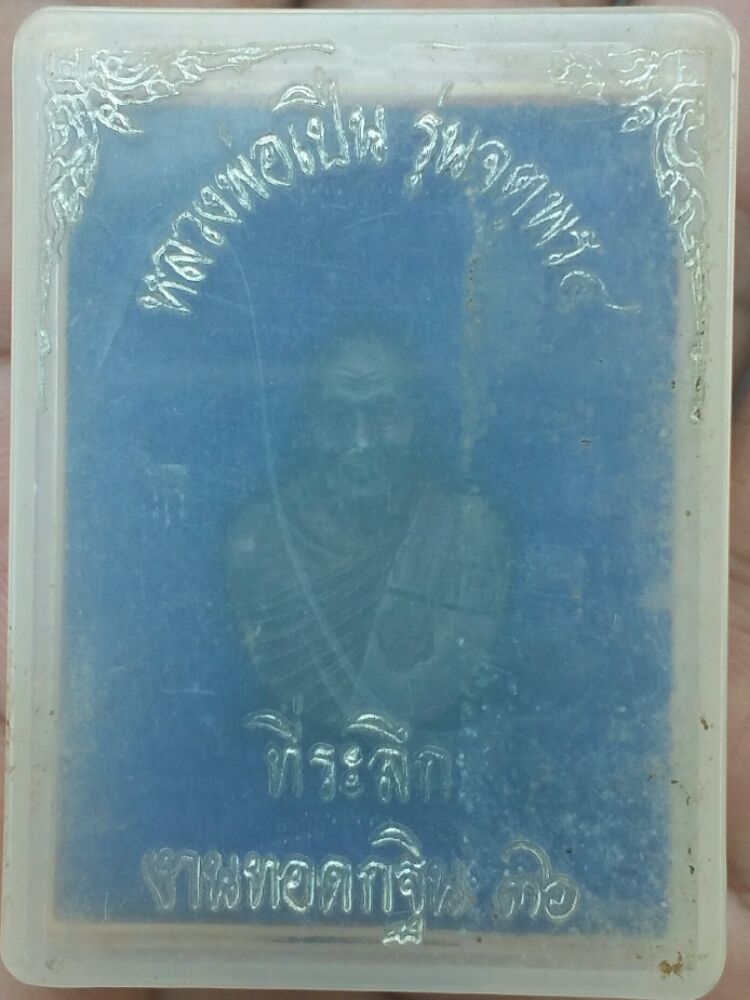 หลวงพ่อเปิ่น รุ่นจตุพร ๙
ที่ระลึก
งานทอดกฐิน ๓๖